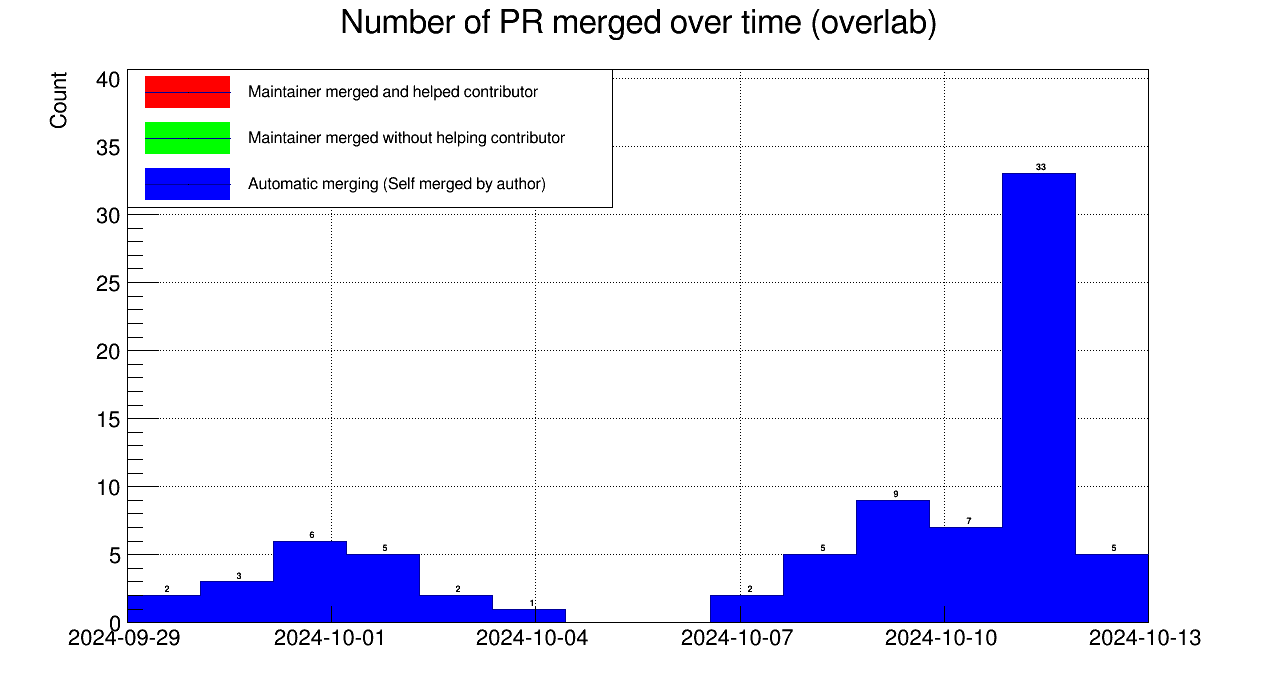 Number of PR merged over time (overlab)
Count
40
35
30
25
20
15
10
5
0
Maintainer merged and helped contributor
Maintainer merged without helping contributor
Automatic merging (Self merged by author)
2 3 6 5 2 1 2 5 9 7 33 5
2024-09-29 2024-10-01 2024-10-04 2024-10-07 2024-10-10 2024-10-13